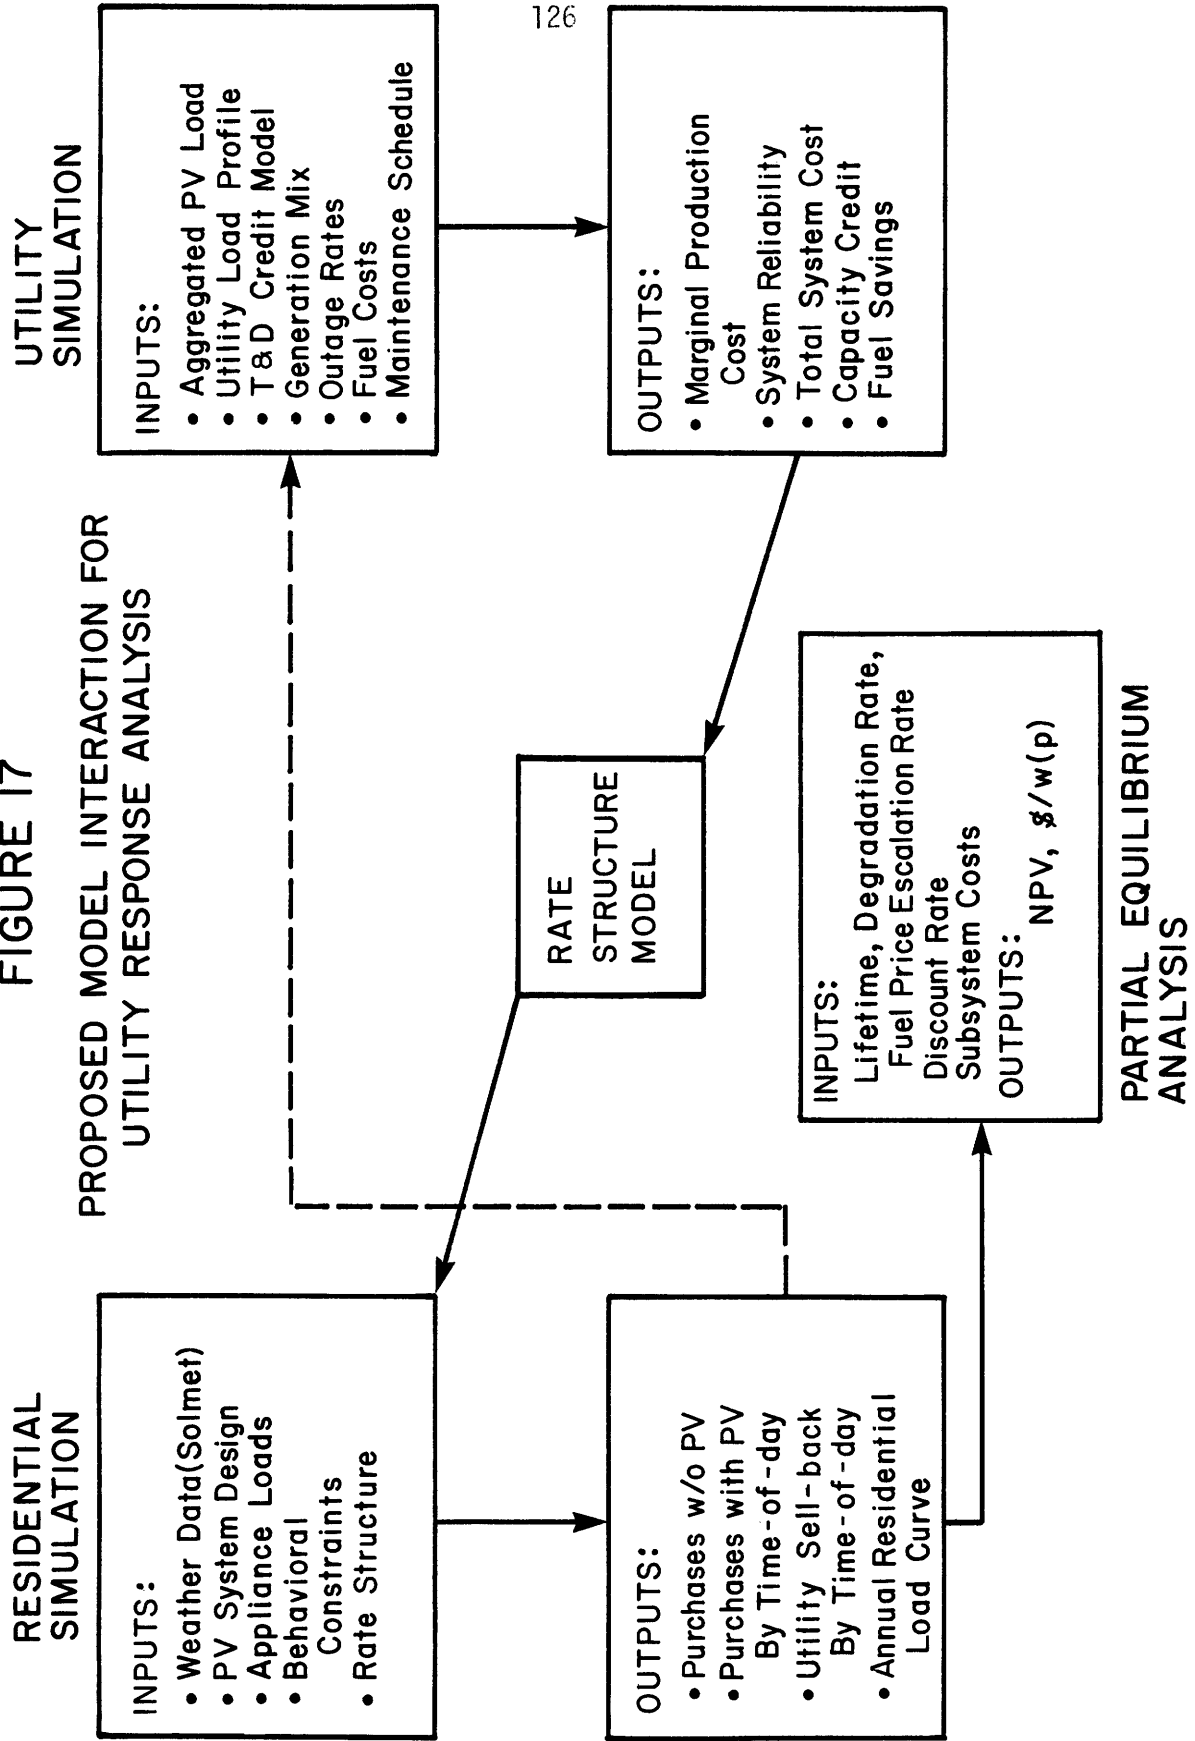 126
FIGURE 17
PROPOSED MODEL INTERACTION FOR
UTILITY RESPONSE ANALYSIS
RESIDENTIAL
SIMULATION
INPUTS:
• Weather Data(Solmet)
• PV System Design
• Appliance Loads
• Behavioral
Constraints
• Rate Structure
OUTPUTS:
• Purchases w/o PV
• Purchases with PV
By Time-of-day
• Utility Sell-back
By Time-of-day
• Annual Residential
Load Curve
RATE
STRUCTURE
MODEL
UTILITY
SIMULATION
INPUTS:
• Aggregated PV Load
• Utility Load Profile
• T&D Credit Model
• Generation Mix
• Outage Rates
• Fuel Costs
• Maintenance Schedule
OUTPUTS:
• Marginal Production
Cost
• System Reliability
• Total System Cost
• Capacity Credit
• Fuel Savings
INPUTS:
Lifetime, Degradation Rate,
Fuel Price Escalation Rate
Discount Rate
Subsystem Costs
OUTPUTS:
NPV, $/w(p)
PARTIAL EQUILIBRIUM
ANALYSIS